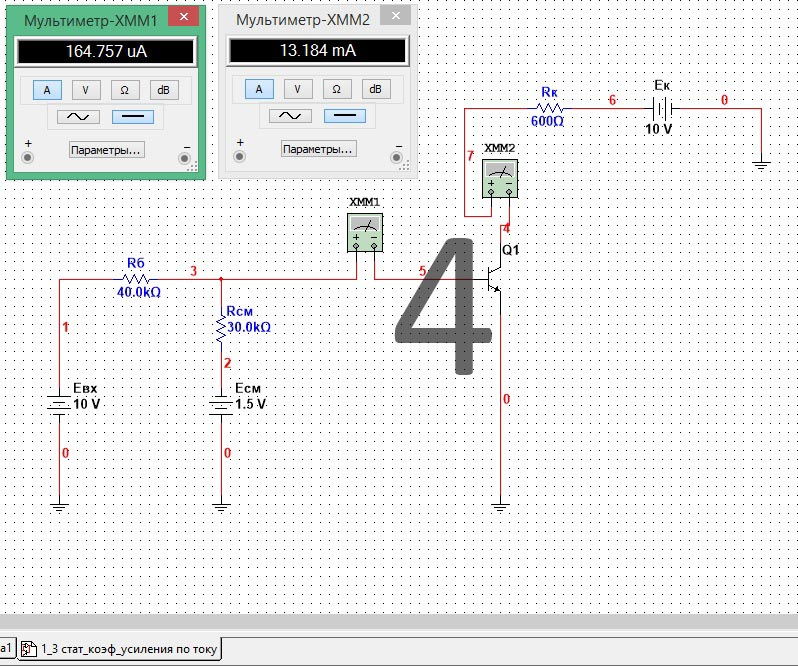 Мультиметр-XMM1
164.757 uA
A V Ω dB
+ Параметры... −
Мультиметр-XMM2
13.184 mA
A V Ω dB
+ Параметры... −
Rк
600Ω
6
Eк
10 V
0
7
XMM2
4
Q1
XMM1
5
4
Rб
40.0kΩ
3
Rсм
30.0kΩ
1
2
Eвх
10 V
Eсм
1.5 V
0
0
0
а1
1_3 стат_коэф_усиления по току